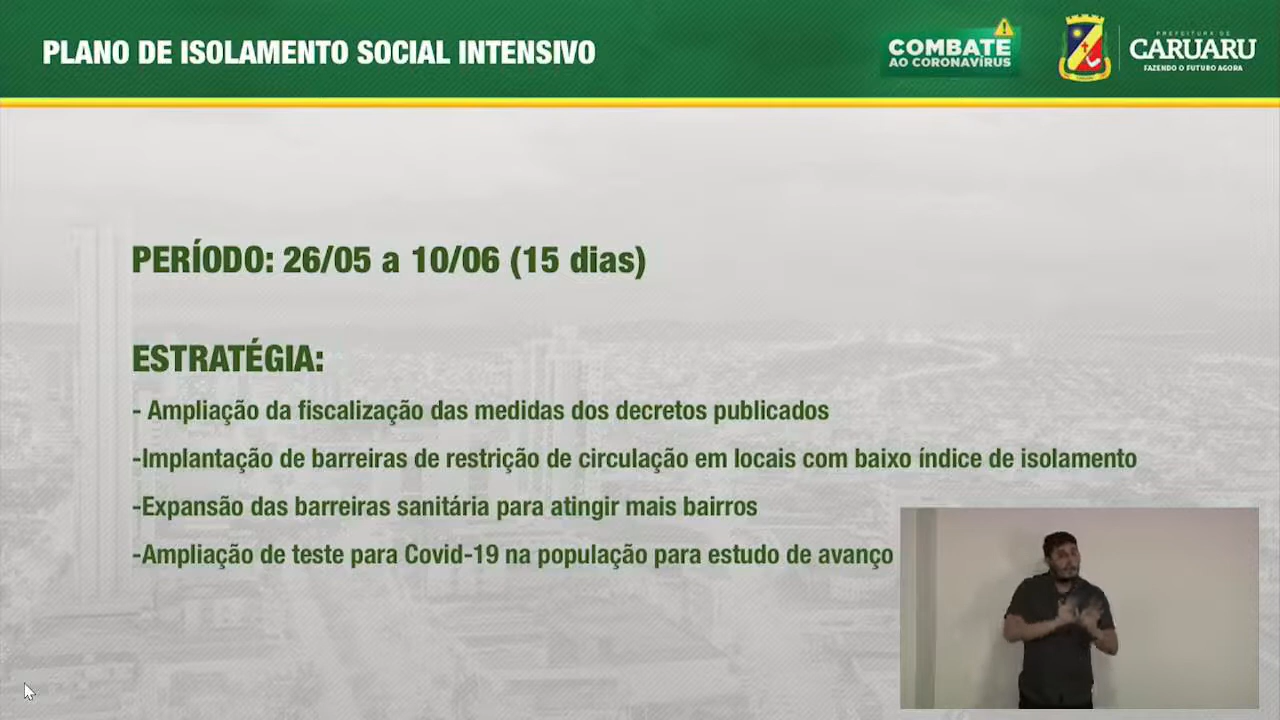 PLANO DE ISOLAMENTO SOCIAL INTENSIVO
COMBATE
AO CORONAVÍRUS
PREFEITURA DE
CARUARU
FAZENDO O FUTURO AGORA
PERÍODO: 26/05 a 10/06 (15 dias)
ESTRATÉGIA:
- Ampliação da fiscalização das medidas dos decretos publicados
-Implantação de barreiras de restrição de circulação em locais com baixo índice de isolamento
-Expansão das barreiras sanitária para atingir mais bairros
-Ampliação de teste para Covid-19 na população para estudo de avanço